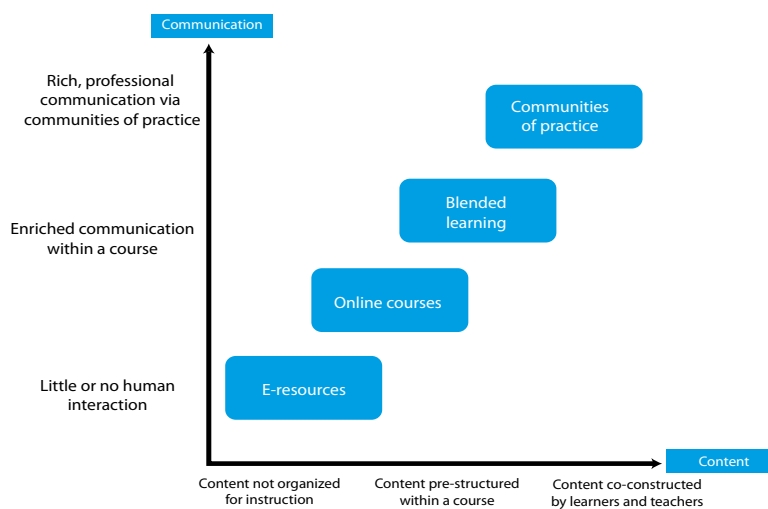 Communication
Rich, professional
communication via
communities of practice
Communities
of practice
Blended
learning
Enriched communication
within a course
Online courses
Little or no human
interaction
E-resources
Content
Content not organized
for instruction
Content pre-structured
within a course
Content co-constructed
by learners and teachers